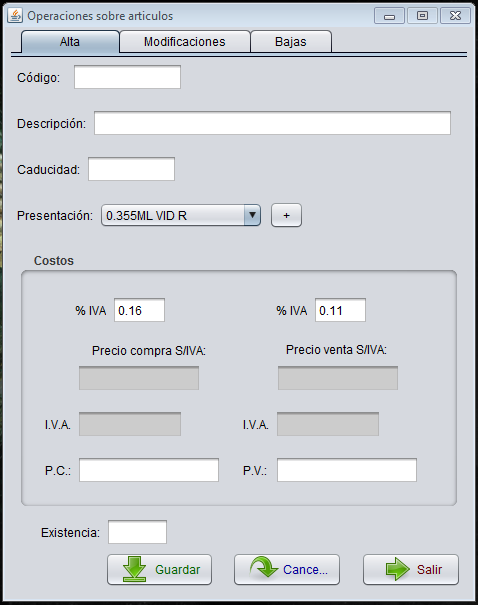 Operaciones sobre articulos
Alta Modificaciones Bajas
Código:
Descripción:
Caducidad:
Presentación: 0.355ML VID R +
Costos
% IVA 0.16 % IVA 0.11
Precio compra S/IVA: Precio venta S/IVA:
I.V.A. I.V.A.
P.C.: P.V.:
Existencia:
Guardar Cance... Salir